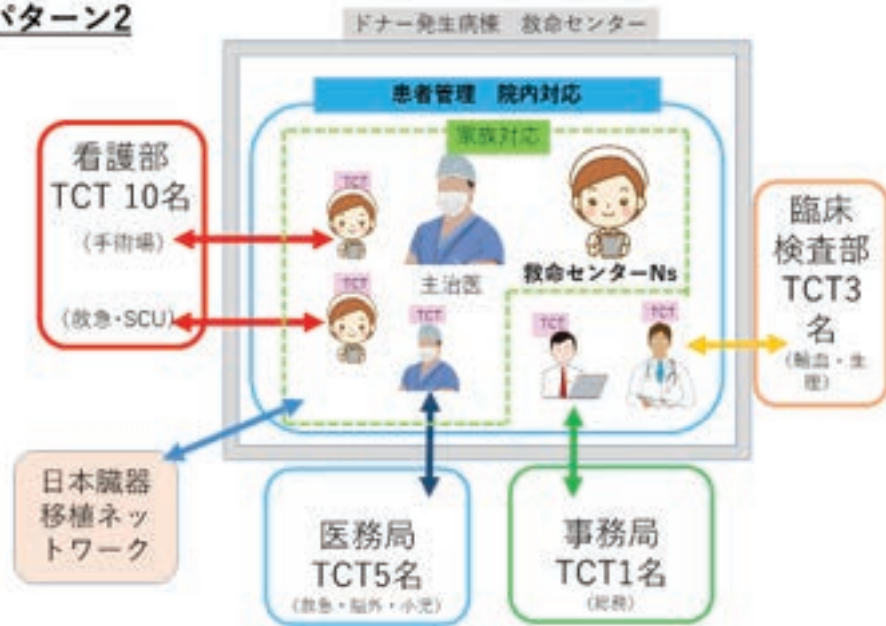 パターン2
ドナー発生病棟 救命センター
患者管理 院内対応
家族対応
看護部
TCT 10名
(手術場)
(救急・SCU)
TCT
TCT
主治医
TCT
救命センターNs
TCT
TCT
臨床
検査部
TCT3
名
(輸血・生
理)
日本臓器
移植ネッ
トワーク
医務局
TCT5名
(救急・脳外・小児)
事務局
TCT1名
(総務)